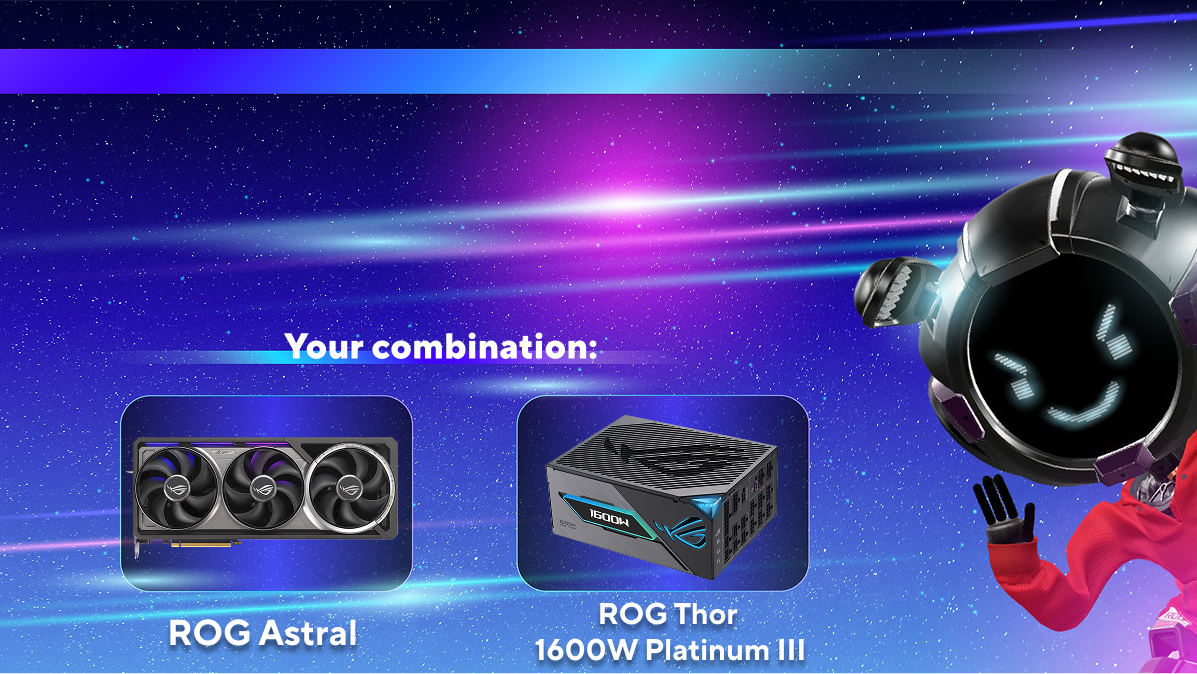 Your combination:
1600W
ROG Astral
ROG Thor
1600W Platinum III